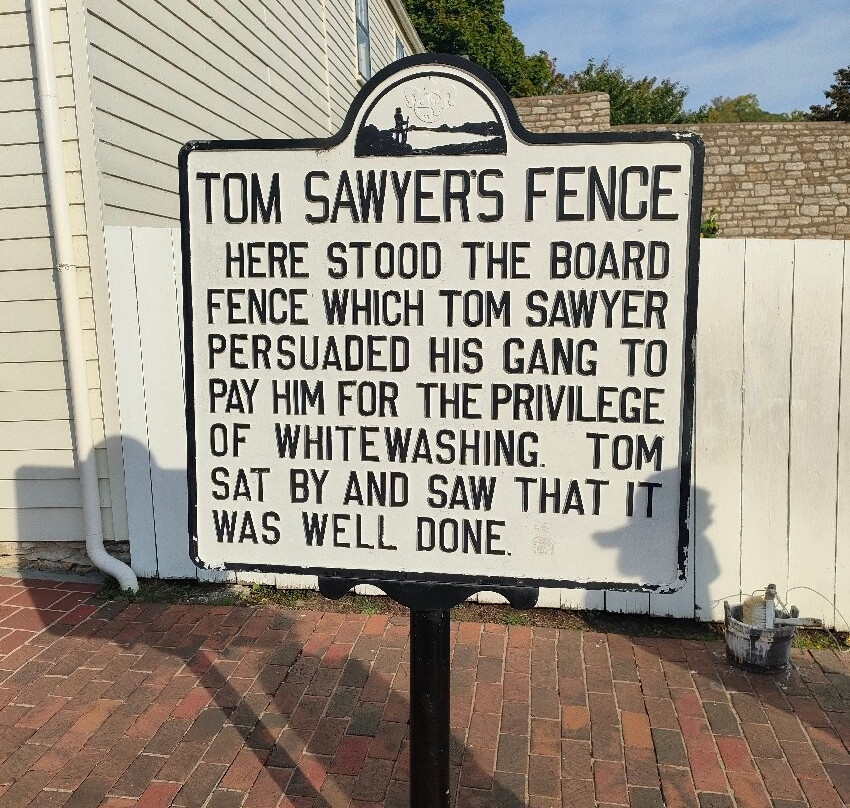 TOM SAWYER'S FENCE
HERE STOOD THE BOARD
FENCE WHICH TOM SAWYER
PERSUADED HIS GANG TO
PAY HIM FOR THE PRIVILEGE
OF WHITEWASHING. TOM
SAT BY AND SAW THAT IT
WAS WELL DONE.